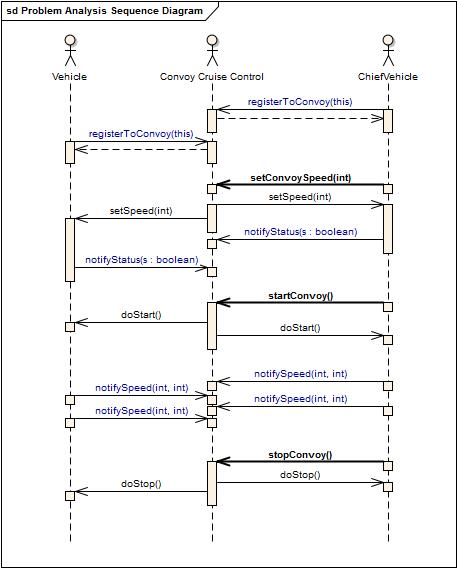 sd Problem Analysis Sequence Diagram
Vehicle
Convoy Cruise Control
ChiefVehicle
registerToConvoy(this)
registerToConvoy(this)
setConvoySpeed(int)
setSpeed(int)
setSpeed(int)
notifyStatus(s : boolean)
notifyStatus(s : boolean)
startConvoy()
doStart()
doStart()
notifySpeed(int, int)
notifySpeed(int, int)
notifySpeed(int, int)
notifySpeed(int, int)
stopConvoy()
doStop()
doStop()